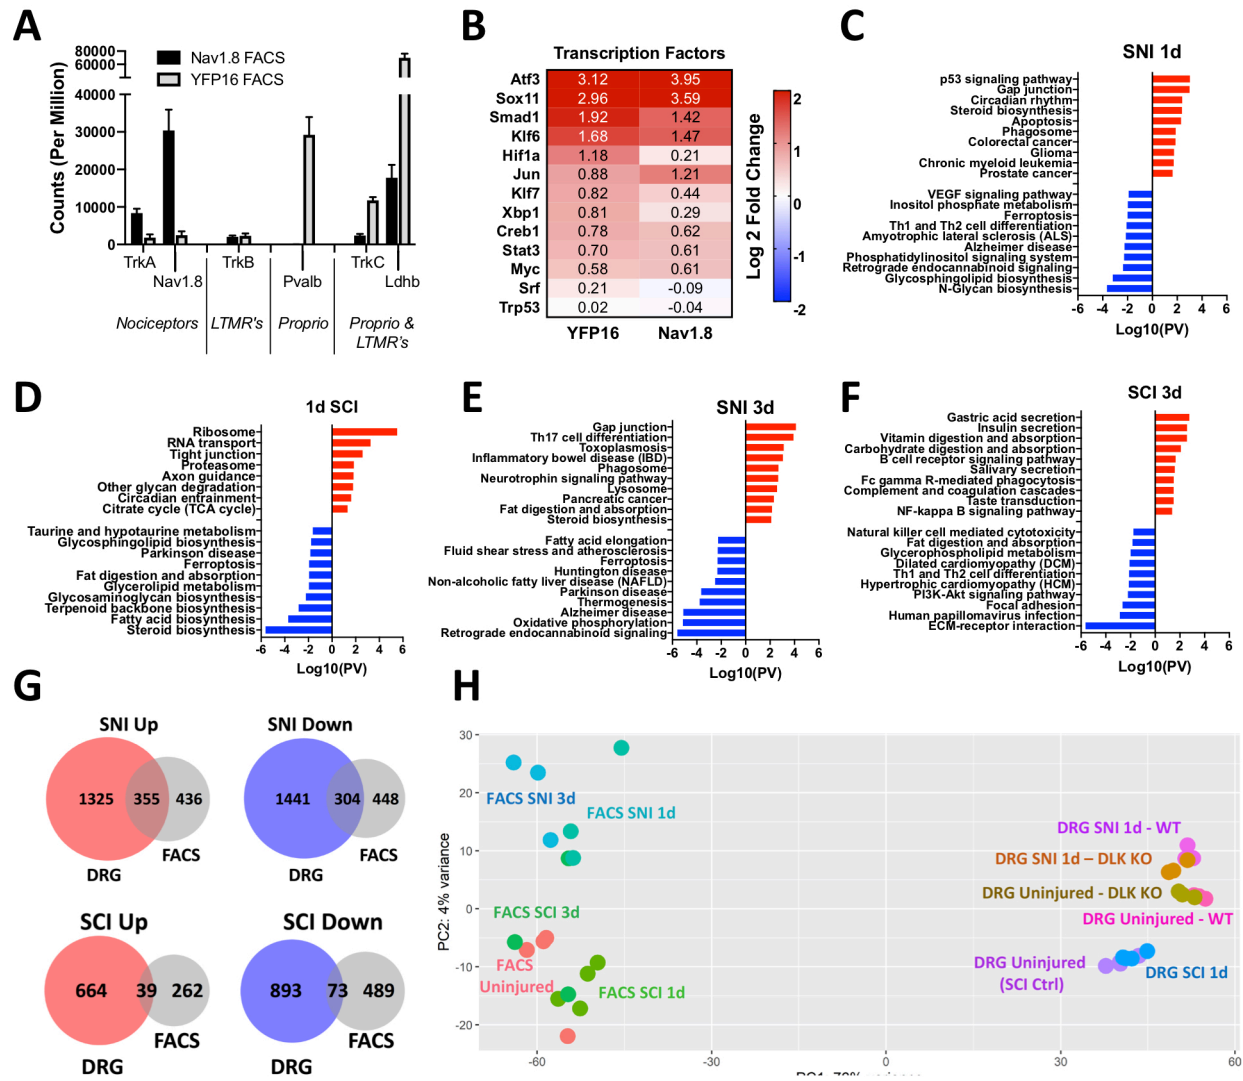 A
Counts (Per Million)
80000
60000
40000
30000
20000
10000
0
Nav1.8 FACS
YFP16 FACS
TrkA
Nav1.8
TrkB
Pvalb
TrkC
Ldhb
Nociceptors
LTMR's
Proprio
Proprio &
LTMR's
B
Transcription Factors
Atf3 3.12 3.95
Sox11 2.96 3.59
Smad1 1.92 1.42
Klf6 1.68 1.47
Hif1a 1.18 0.21
Jun 0.88 1.21
Klf7 0.82 0.44
Xbp1 0.81 0.29
Creb1 0.78 0.62
Stat3 0.70 0.61
Myc 0.58 0.61
Srf 0.21 -0.09
Trp53 0.02 -0.04
YFP16 Nav1.8
Log 2 Fold Change
2
1
0
-1
-2
C
SNI 1d
p53 signaling pathway
Gap junction
Circadian rhythm
Steroid biosynthesis
Apoptosis
Phagosome
Colorectal cancer
Glioma
Chronic myeloid leukemia
Prostate cancer
VEGF signaling pathway
Inositol phosphate metabolism
Ferroptosis
Th1 and Th2 cell differentiation
Amyotrophic lateral sclerosis (ALS)
Alzheimer disease
Phosphatidylinositol signaling system
Retrograde endocannabinoid signaling
Glycosphingolipid biosynthesis
N-Glycan biosynthesis
-6 -4 -2 0 2 4 6
Log10(PV)
D
1d SCI
Ribosome
RNA transport
Tight junction
Proteasome
Axon guidance
Other glycan degradation
Circadian entrainment
Citrate cycle (TCA cycle)
Taurine and hypotaurine metabolism
Glycosphingolipid biosynthesis
Parkinson disease
Ferroptosis
Fat digestion and absorption
Glycerolipid metabolism
Glycosaminoglycan biosynthesis
Terpenoid backbone biosynthesis
Fatty acid biosynthesis
Steroid biosynthesis
-6 -4 -2 0 2 4 6
Log10(PV)
E
SNI 3d
Gap junction
Th17 cell differentiation
Toxoplasmosis
Inflammatory bowel disease (IBD)
Phagosome
Neurotrophin signaling pathway
Lysosome
Pancreatic cancer
Fat digestion and absorption
Steroid biosynthesis
Fatty acid elongation
Fluid shear stress and atherosclerosis
Ferroptosis
Huntington disease
Non-alcoholic fatty liver disease (NAFLD)
Parkinson disease
Thermogenesis
Alzheimer disease
Oxidative phosphorylation
Retrograde endocannabinoid signaling
-6 -4 -2 0 2 4 6
Log10(PV)
F
SCI 3d
Gastric acid secretion
Insulin secretion
Vitamin digestion and absorption
Carbohydrate digestion and absorption
B cell receptor signaling pathway
Salivary secretion
Fc gamma R-mediated phagocytosis
Complement and coagulation cascades
Taste transduction
NF-kappa B signaling pathway
Natural killer cell mediated cytotoxicity
Fat digestion and absorption
Glycerophospholipid metabolism
Dilated cardiomyopathy (DCM)
Th1 and Th2 cell differentiation
Hypertrophic cardiomyopathy (HCM)
PI3K-Akt signaling pathway
Focal adhesion
Human papillomavirus infection
ECM-receptor interaction
-6 -4 -2 0 2 4 6
Log10(PV)
G
SNI Up
1325 355 436
FACS
DRG
SNI Down
1441 304 448
FACS
DRG
SCI Up
664 39 262
FACS
DRG
SCI Down
893 73 489
FACS
DRG
H
PC2: 4% variance
30
20
10
0
-10
-20
FACS SNI 3d
FACS SNI 1d
FACS SCI 3d
FACS
Uninjured
FACS SCI 1d
DRG SNI 1d - WT
DRG SNI 1d – DLK KO
DRG Uninjured - DLK KO
DRG Uninjured - WT
DRG Uninjured
(SCI Ctrl)
DRG SCI 1d
-60 -30 0 30 60